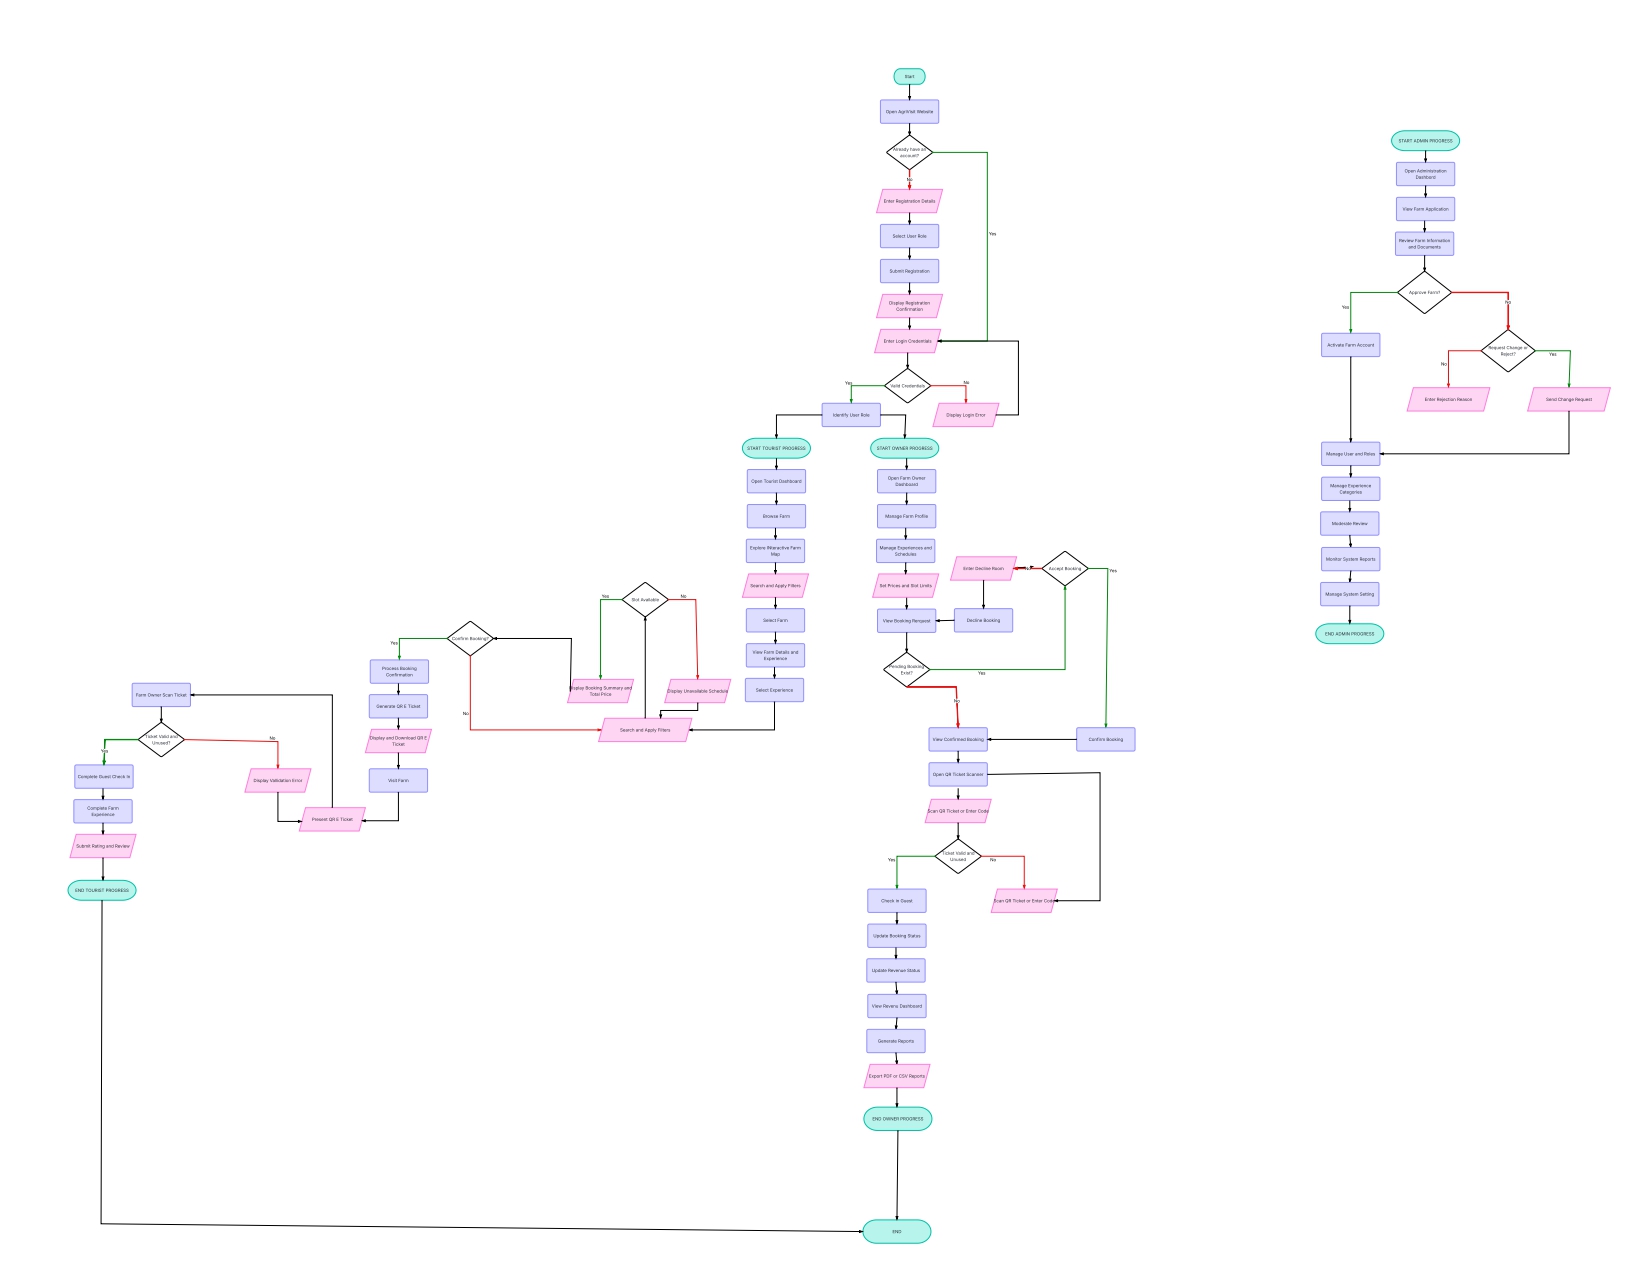 Start
Open AgriVisit Website
Already have an
account?
No
Yes
Enter Registration Details
Select User Role
Submit Registration
Display Registration
Confirmation
Enter Login Credentials
Valid Credentials
Yes
No
Identify User Role
Display Login Error
START TOURIST PROGRESS
START OWNER PROGRESS
Open Tourist Dashboard
Browse Farm
Explore INteractive Farm
Map
Search and Apply Filters
Select Farm
View Farm Details and
Experience
Select Experience
Search and Apply Filters
Slot Available
Yes
No
Display Booking Summary and
Total Price
Display Unavailable Schedule
Confirm Booking?
Yes
No
Process Booking
Confirmation
Generate QR E Ticket
Display and Download QR E
Ticket
Visit Farm
Present QR E Ticket
Farm Owner Scan Ticket
Ticket Valid and
Unused?
Yes
No
Display Validation Error
Complete Guest Check In
Complete Farm
Experience
Submit Rating and Review
END TOURIST PROGRESS
Open Farm Owner
Dashboard
Manage Farm Profile
Manage Experiences and
Schedules
Set Prices and Slot Limits
View Booking Rerquest
Pending Booking
Exist?
Yes
No
Accept Booking
No
Yes
Enter Decline Room
Decline Booking
Confirm Booking
View Confirmed Booking
Open QR Ticket Scanner
Scan QR Ticket or Enter Code
Ticket Valid and
Unused
Yes
No
Scan QR Ticket or Enter Code
Check in Guest
Update Booking Status
Update Revenue Status
View Revenu Dashboard
Generate Reports
Export PDF or CSV Reports
END OWNER PROGRESS
END
START ADMIN PROGRESS
Open Administration
Dashbord
View Farm Application
Review Farm Information
and Documents
Approve Farm?
Yes
No
Activate Farm Account
Request Change or
Reject?
No
Yes
Enter Rejection Reason
Send Change Request
Manage User and Roles
Manage Experience
Categories
Moderate Review
Monitor System Reports
Manage System Setting
END ADMIN PROGRESS